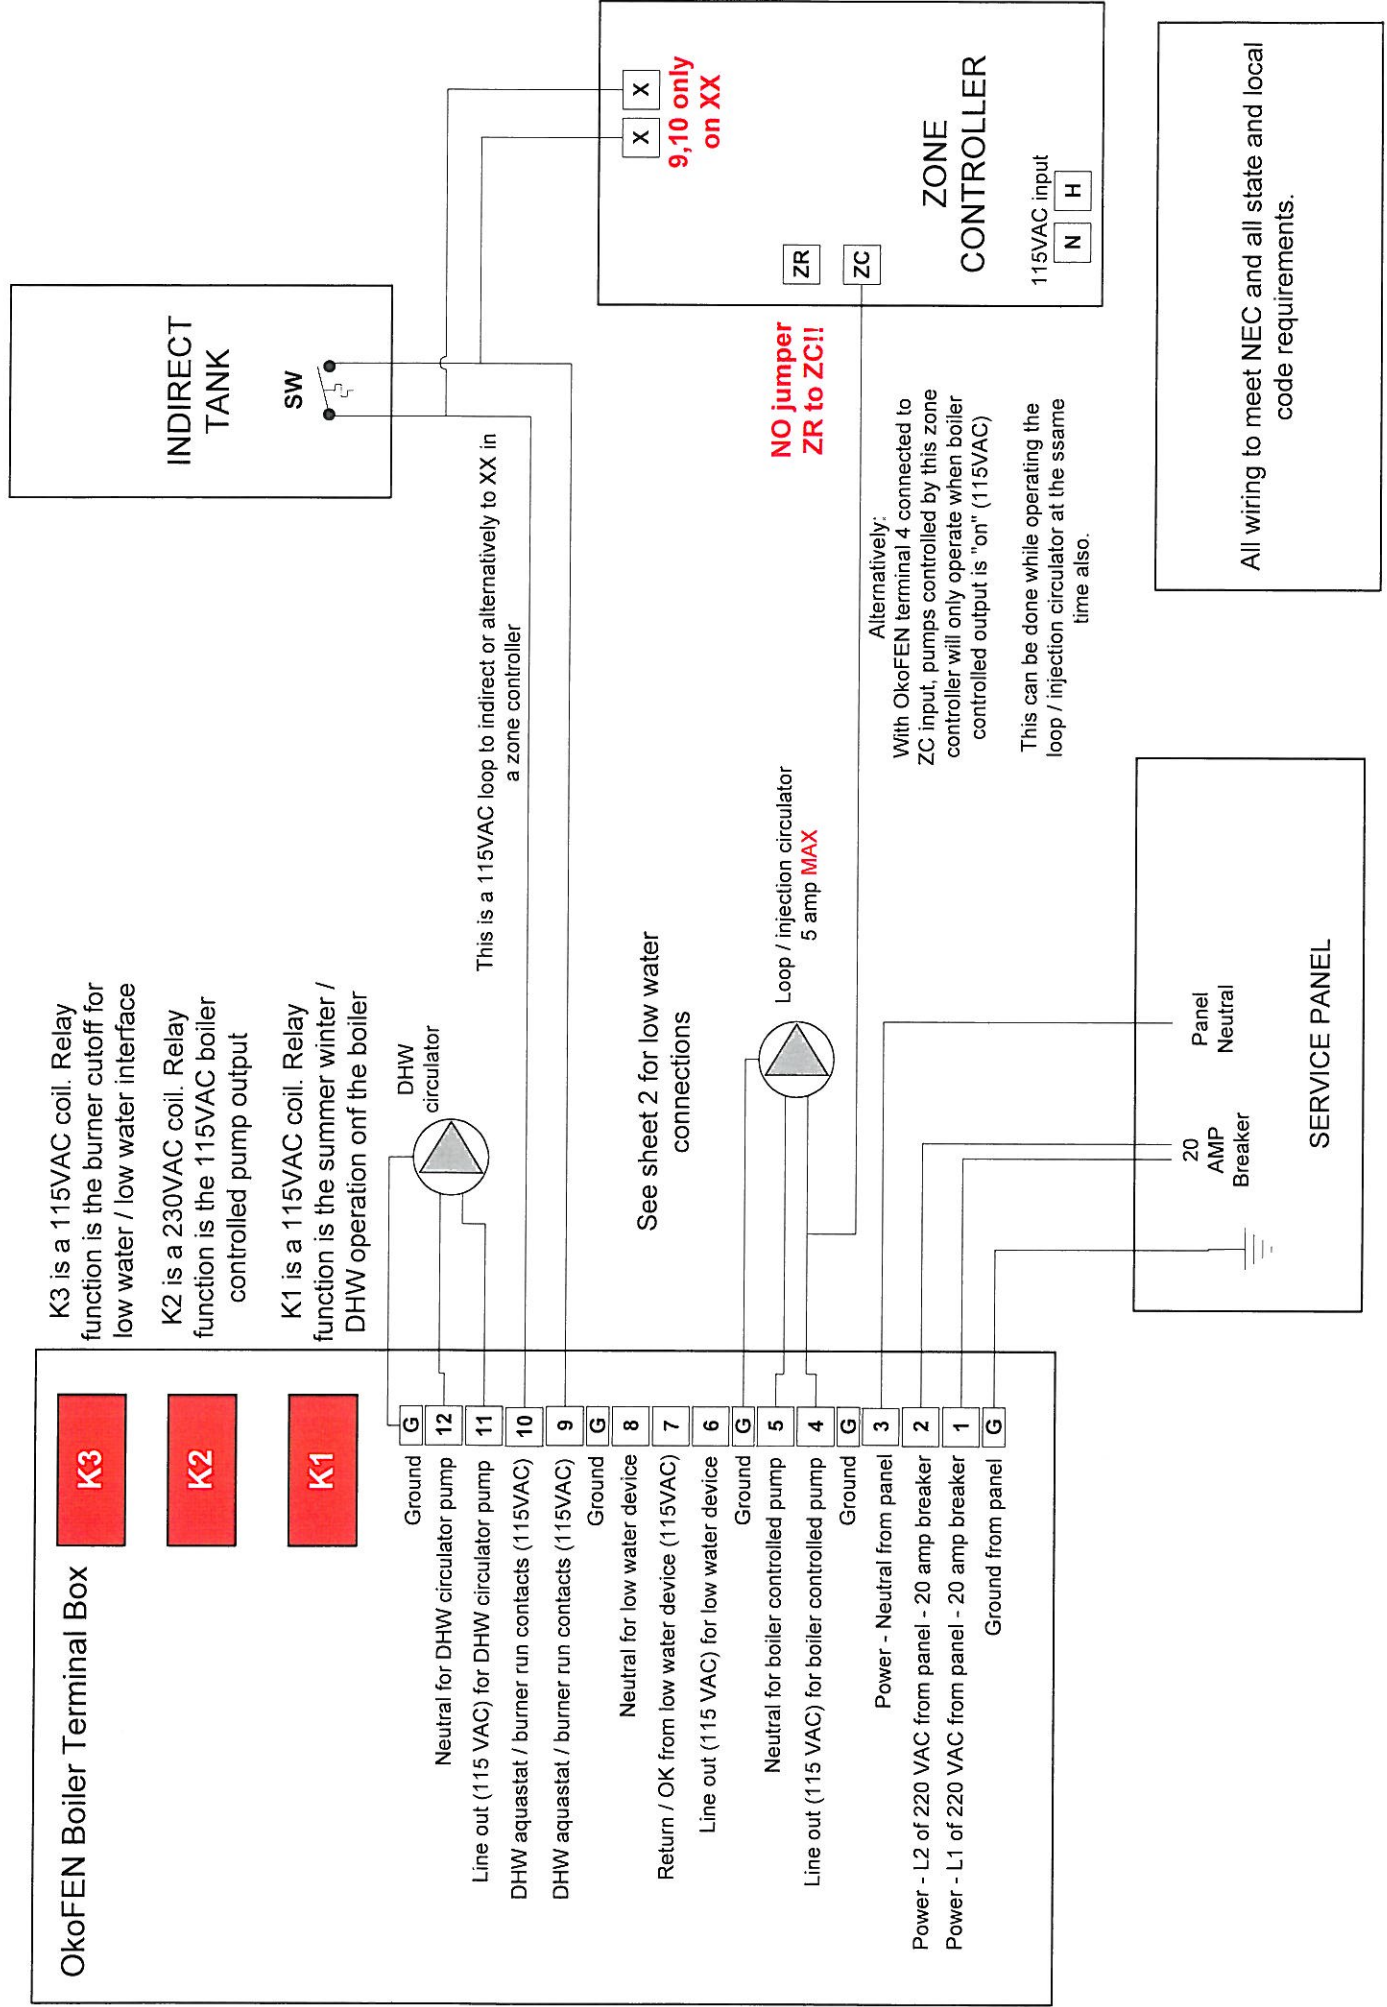 OkoFEN Boiler Terminal Box
K3
K2
K1
K3 is a 115VAC coil. Relay
function is the burner cutoff for
low water / low water interface
K2 is a 230VAC coil. Relay
function is the 115VAC boiler
controlled pump output
K1 is a 115VAC coil. Relay
function is the summer winter /
DHW operation onf the boiler
Ground G
Neutral for DHW circulator pump 12
Line out (115 VAC) for DHW circulator pump 11
DHW aquastat / burner run contacts (115VAC) 10
DHW aquastat / burner run contacts (115VAC) 9
Ground G
Neutral for low water device 8
Return / OK from low water device (115VAC) 7
Line out (115 VAC) for low water device 6
Ground G
Neutral for boiler controlled pump 5
Line out (115 VAC) for boiler controlled pump 4
Ground G
Power - Neutral from panel 3
Power - L2 of 220 VAC from panel - 20 amp breaker 2
Power - L1 of 220 VAC from panel - 20 amp breaker 1
Ground from panel G
DHW
circulator
This is a 115VAC loop to indirect or alternatively to XX in
a zone controller
See sheet 2 for low water
connections
Loop / injection circulator
5 amp MAX
INDIRECT
TANK
SW
NO jumper
ZR to ZC!!
Alternatively:
With OkoFEN terminal 4 connected to
ZC input, pumps controlled by this zone
controller will only operate when boiler
controlled output is "on" (115VAC)
This can be done while operating the
loop / injection circulator at the ssame
time also.
X X
9,10 only
on XX
ZR
ZC
ZONE
CONTROLLER
115VAC input
N H
20
AMP
Breaker
Panel
Neutral
SERVICE PANEL
All wiring to meet NEC and all state and local
code requirements.